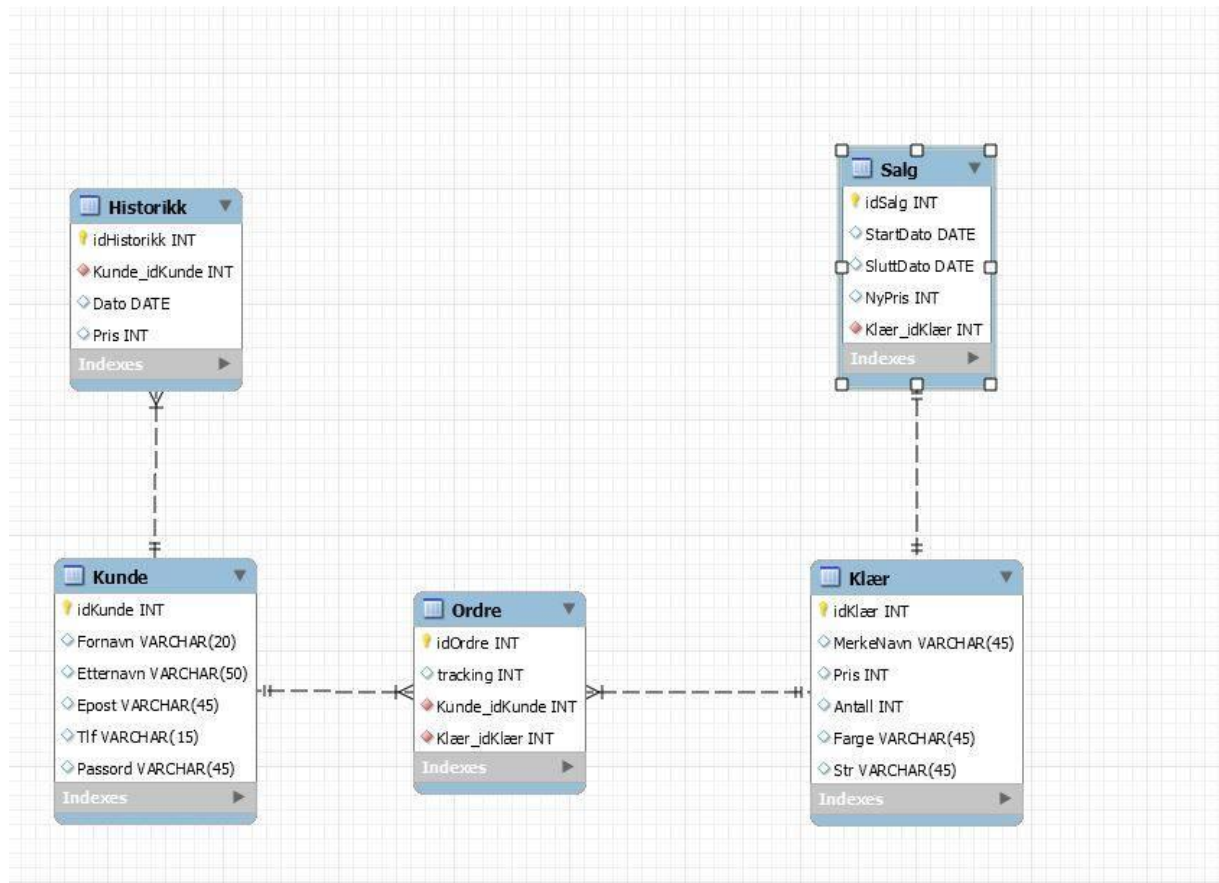 Historikk
idHistorikk INT
Kunde_idKunde INT
Dato DATE
Pris INT
Indexes
Salg
idSalg INT
StartDato DATE
SluttDato DATE
NyPris INT
Klær_idKlær INT
Indexes
Kunde
idKunde INT
Fornavn VARCHAR(20)
Etternavn VARCHAR(50)
Epost VARCHAR(45)
Tlf VARCHAR(15)
Passord VARCHAR(45)
Indexes
Ordre
idOrdre INT
tracking INT
Kunde_idKunde INT
Klær_idKlær INT
Indexes
Klær
idKlær INT
MerkeNavn VARCHAR(45)
Pris INT
Antall INT
Farge VARCHAR(45)
Str VARCHAR(45)
Indexes